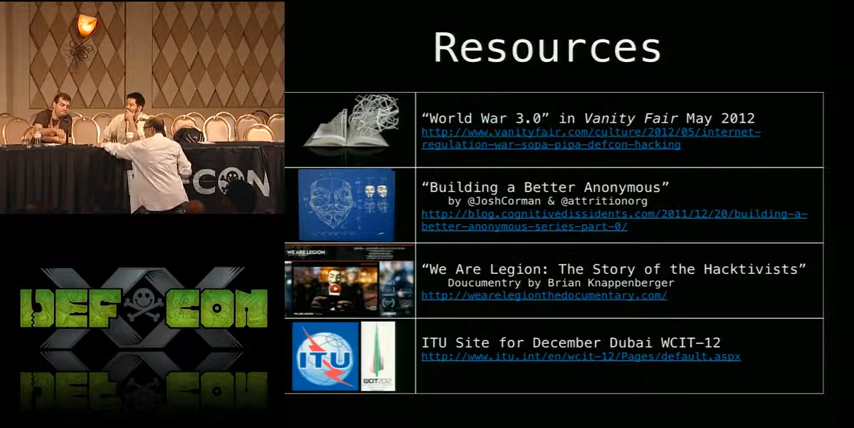 Resources
"World War 3.0" in Vanity Fair May 2012
http://www.vanityfair.com/culture/2012/05/internet-
regulation-war-sopa-pipa-defcon-hacking
"Building a Better Anonymous"
by @JoshCorman & @attritionorg
http://blog.cognitivedissidents.com/2011/12/20/building-a-
better-anonymous-series-part-0/
WE ARE LEGION
"We Are Legion: The Story of the Hacktivists"
Doucumentry by Brian Knappenberger
http://wearelegionthedocumentary.com/
ITU
WCIT2012
ITU Site for December Dubai WCIT-12
http://www.itu.int/en/wcit-12/Pages/default.aspx
DEFCON
DEF CON